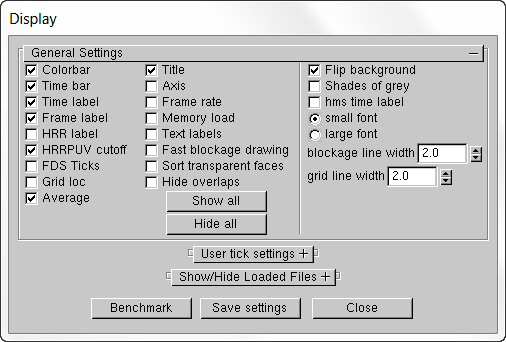 Display
General Settings
Colorbar
Time bar
Time label
Frame label
HRR label
HRRPUV cutoff
FDS Ticks
Grid loc
Average
Title
Axis
Frame rate
Memory load
Text labels
Fast blockage drawing
Sort transparent faces
Hide overlaps
Show all
Hide all
Flip background
Shades of grey
hms time label
small font
large font
blockage line width 2.0
grid line width 2.0
User tick settings +
Show/Hide Loaded Files +
Benchmark Save settings Close